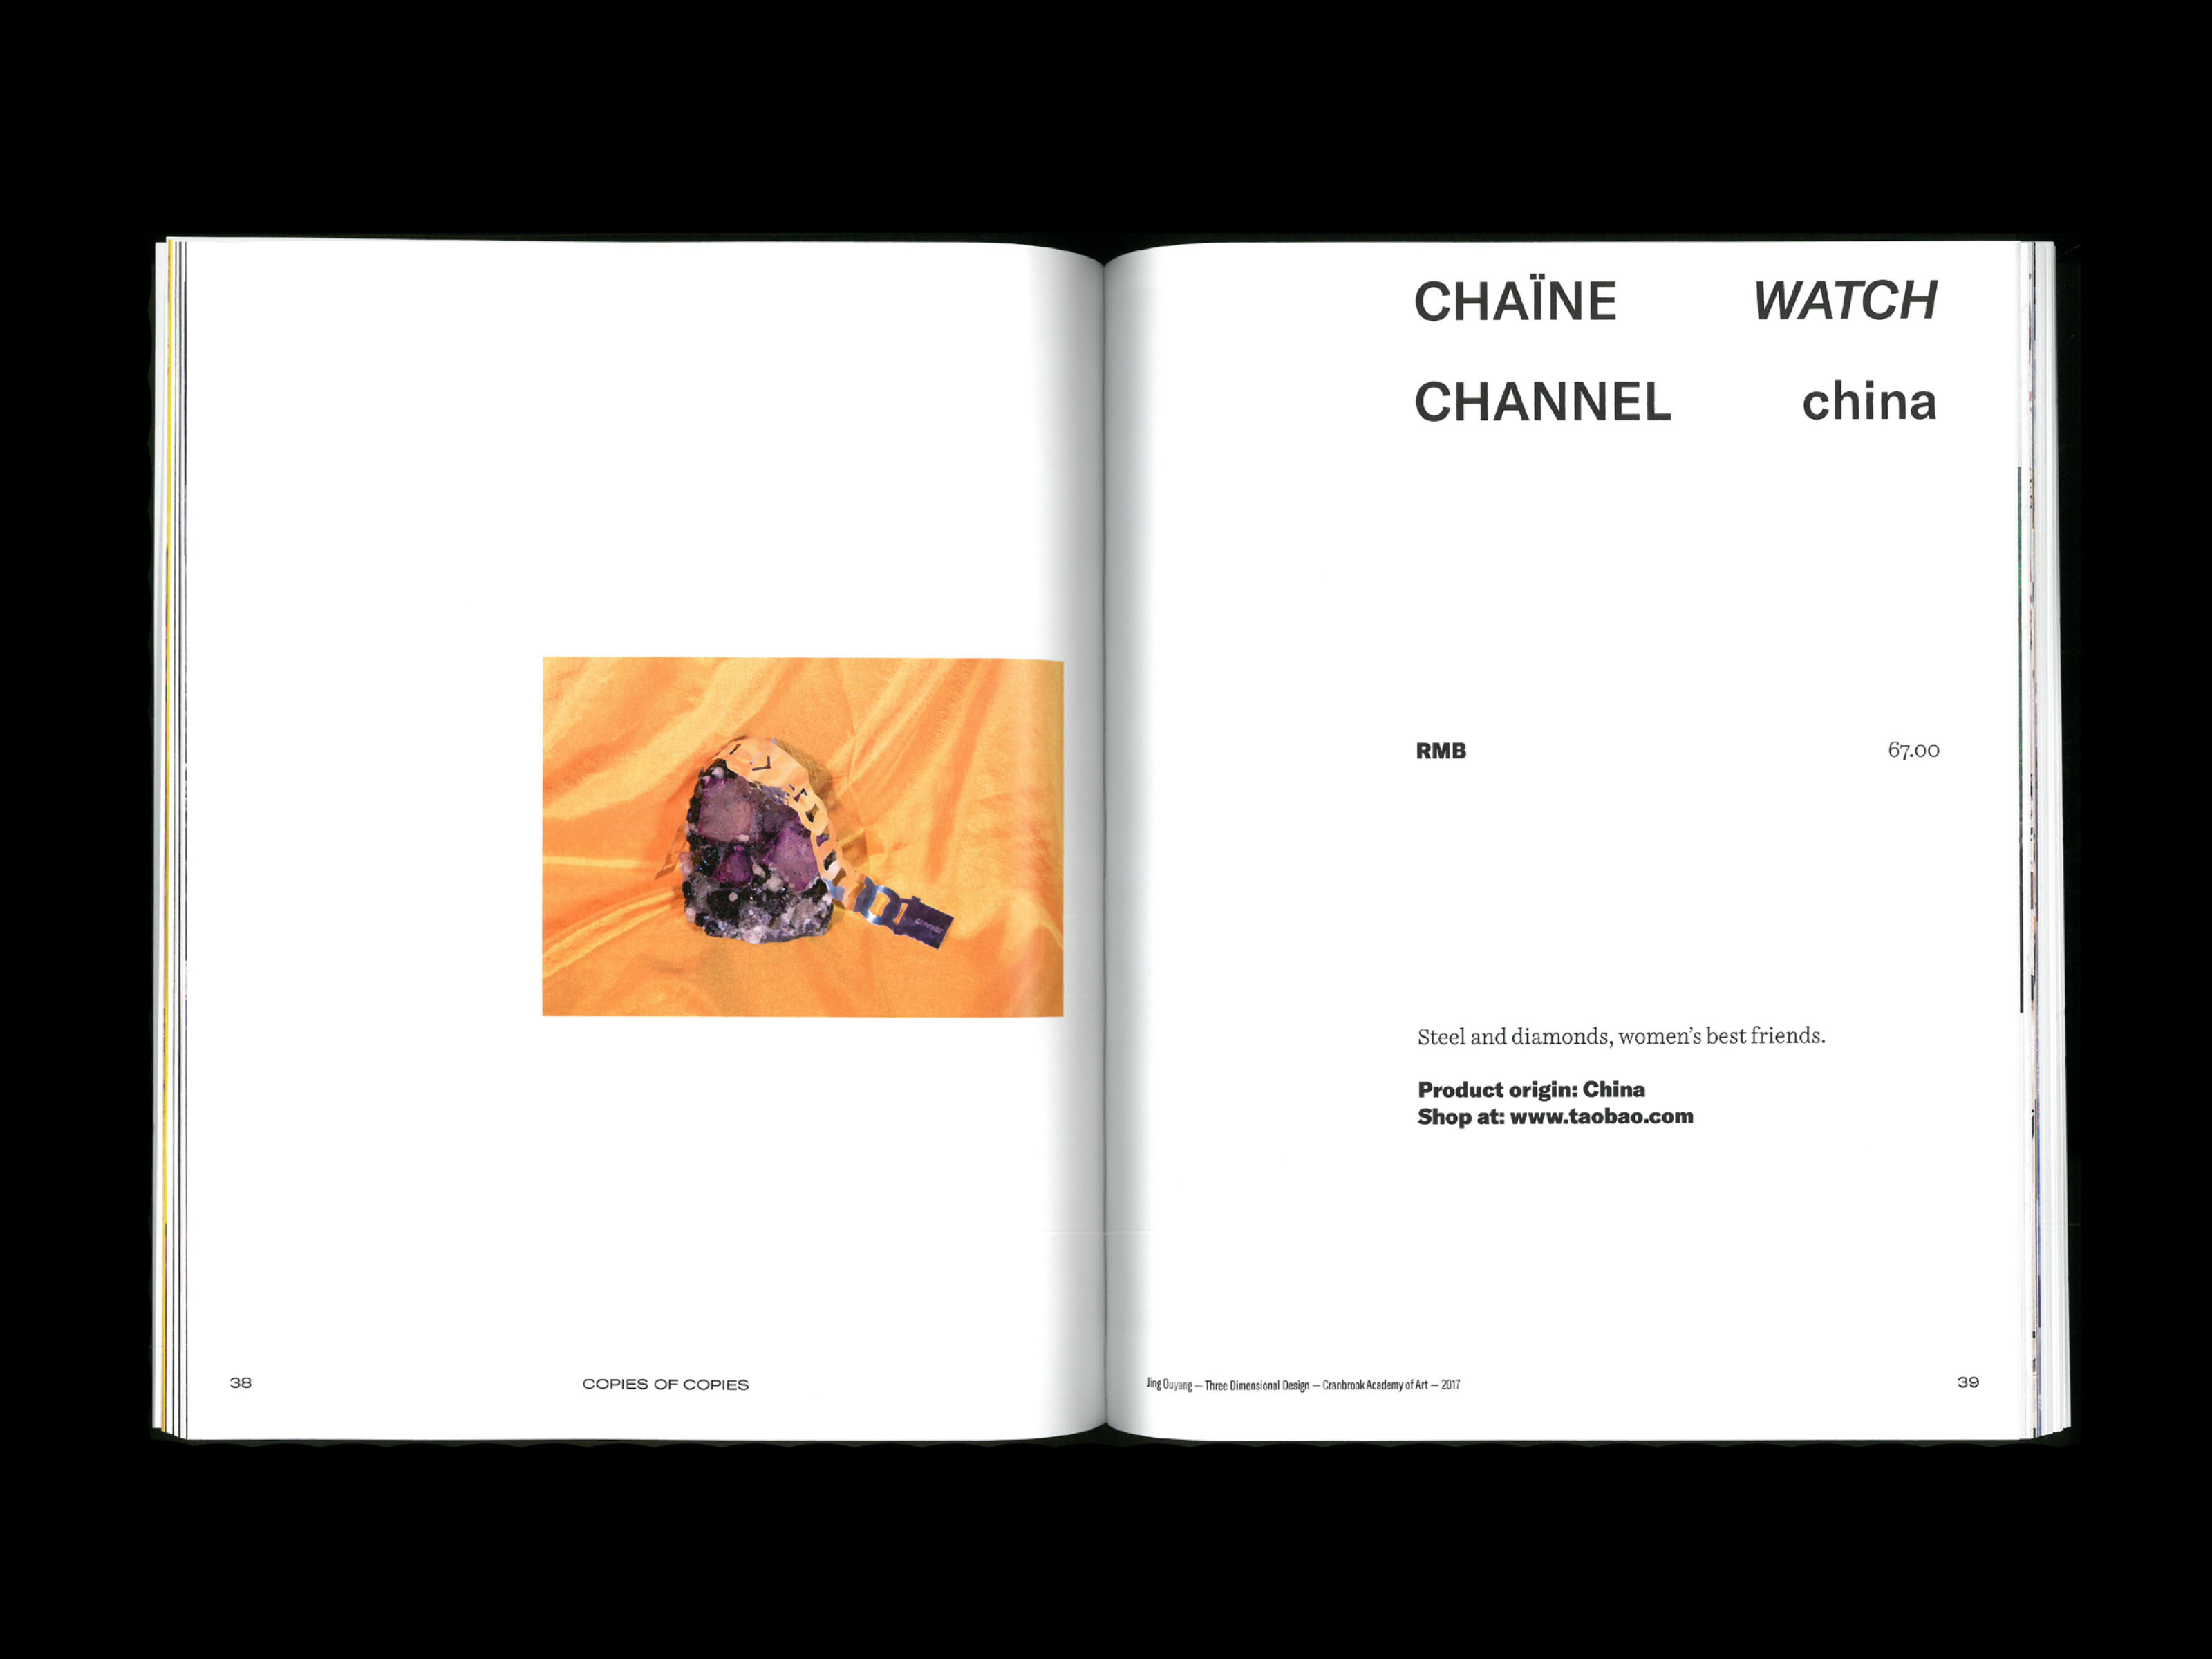 38
COPIES OF COPIES
CHAÏNE WATCH
CHANNEL china
RMB 67.00
Steel and diamonds, women’s best friends.
Product origin: China
Shop at: www.taobao.com
Jing Ouyang — Three Dimensional Design — Cranbrook Academy of Art — 2017
39